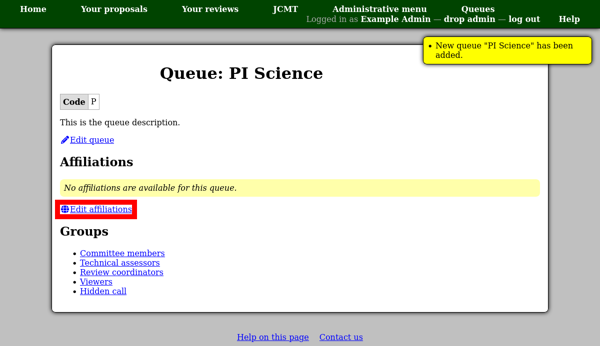 Home Your proposals Your reviews JCMT Administrative menu Queues
Logged in as Example Admin — drop admin — log out Help
• New queue "PI Science" has been
added.
Queue: PI Science
Code P
This is the queue description.
Edit queue
Affiliations
No affiliations are available for this queue.
Edit affiliations
Groups
• Committee members
• Technical assessors
• Review coordinators
• Viewers
• Hidden call
Help on this page Contact us